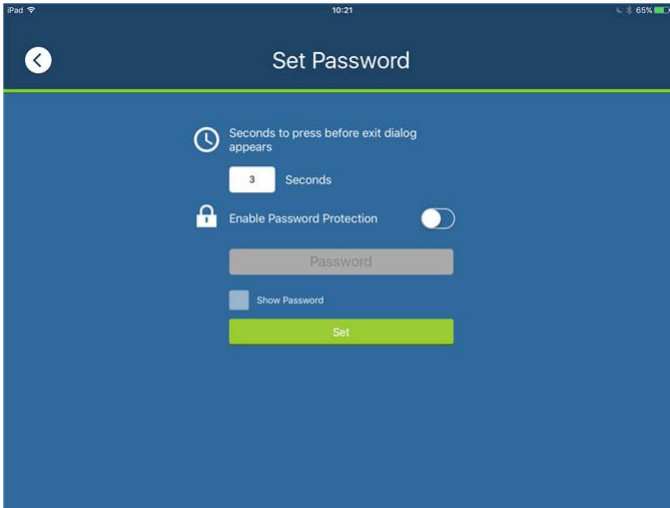 iPad 10:21 65%
Set Password
Seconds to press before exit dialog
appears
3 Seconds
Enable Password Protection
Password
Show Password
Set